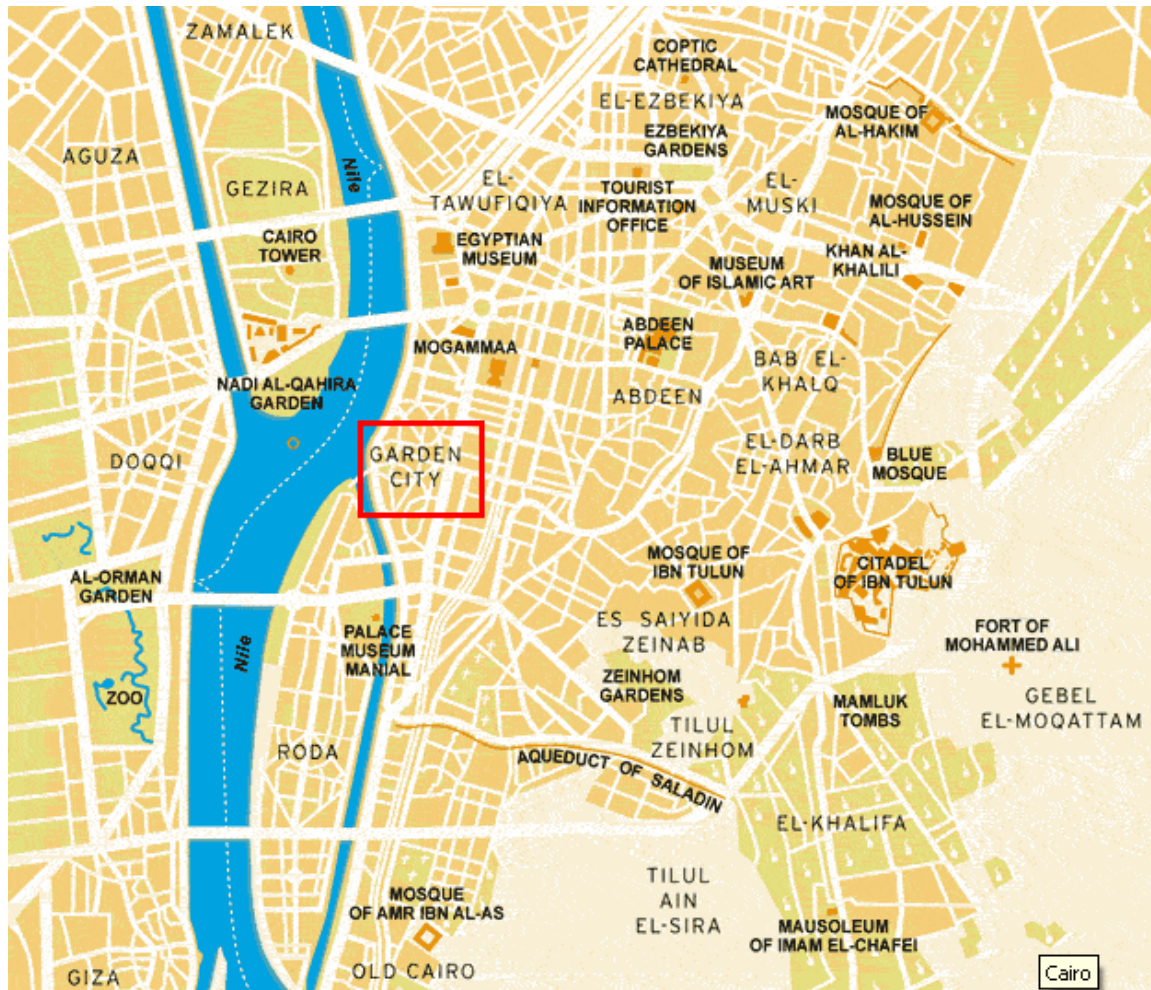 ZAMALEK
COPTIC
CATHEDRAL
EL-EZBEKIYA
MOSQUE OF
AL-HAKIM
EZBEKIYA
GARDENS
AGUZA
GEZIRA
Nile
EL-
TAWUFIQIYA
TOURIST
INFORMATION
OFFICE
EL-
MUSKI
MOSQUE OF
AL-HUSSEIN
CAIRO
TOWER
EGYPTIAN
MUSEUM
MUSEUM
OF ISLAMIC ART
KHAN AL-
KHALILI
MOGAMMAA
ABDEEN
PALACE
BAB EL-
KHALQ
NADI AL-QAHIRA
GARDEN
ABDEEN
DOQQI
GARDEN
CITY
EL-DARB
EL-AHMAR
BLUE
MOSQUE
AL-ORMAN
GARDEN
MOSQUE OF
IBN TULUN
CITADEL
OF IBN TULUN
Nile
PALACE
MUSEUM
MANIAL
ES SAIYIDA
ZEINAB
FORT OF
MOHAMMED ALI
ZOO
ZEINHOM
GARDENS
MAMLUK
TOMBS
GEBEL
EL-MOQATTAM
RODA
TILUL
ZEINHOM
AQUEDUCT OF SALADIN
EL-KHALIFA
MOSQUE
OF AMR IBN AL-AS
TILUL
AIN
EL-SIRA
MAUSOLEUM
OF IMAM EL-CHAFEI
GIZA
OLD CAIRO
Cairo